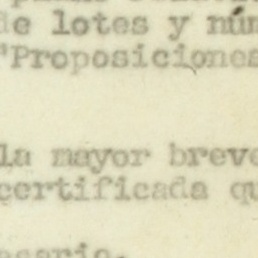 de lotes y núm
"Proposiciones
la mayor breve
certificada qu